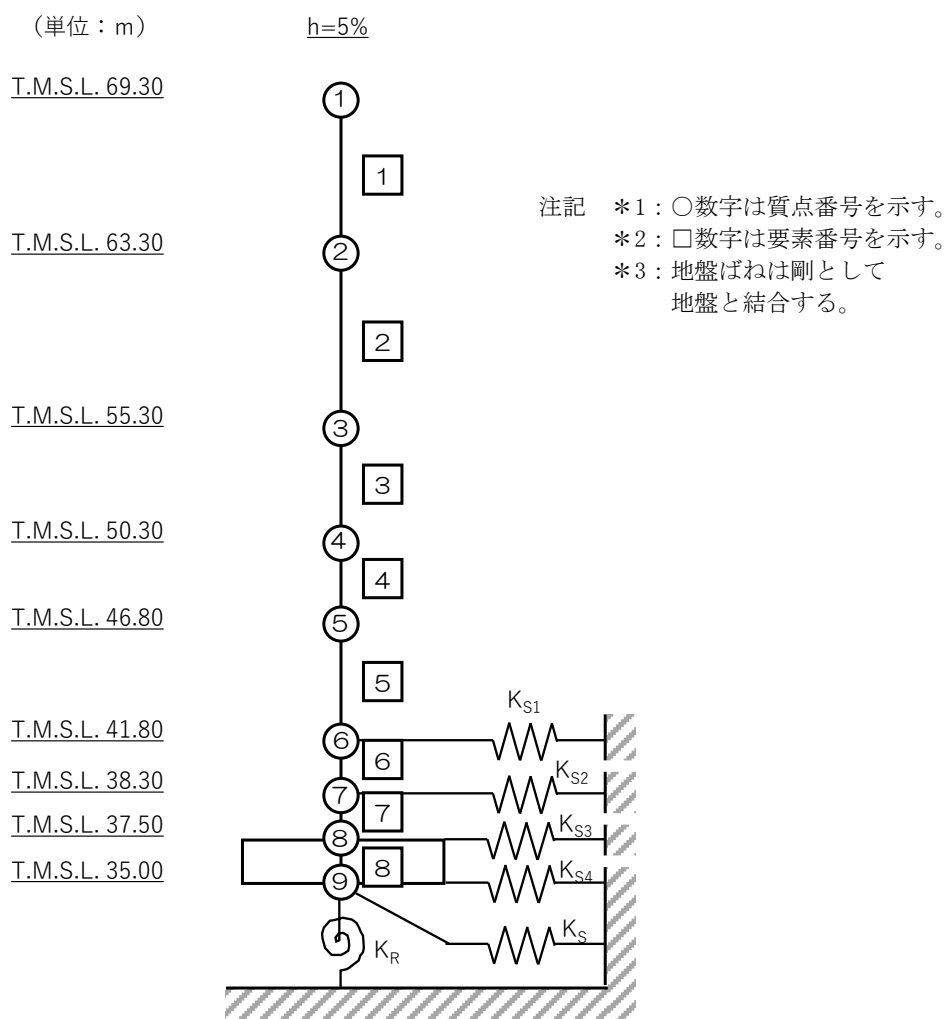 （単位：m） h=5%
T.M.S.L. 69.30 ①
1
注記 ＊1：○数字は質点番号を示す。
T.M.S.L. 63.30 ②
＊2：□数字は要素番号を示す。
＊3：地盤ばねは剛として
地盤と結合する。
2
T.M.S.L. 55.30 ③
3
T.M.S.L. 50.30 ④
4
T.M.S.L. 46.80 ⑤
5
K_S1
T.M.S.L. 41.80 ⑥
6
K_S2
T.M.S.L. 38.30 ⑦
7
K_S3
T.M.S.L. 37.50 ⑧
8
K_S4
T.M.S.L. 35.00 ⑨
K_S
K_R